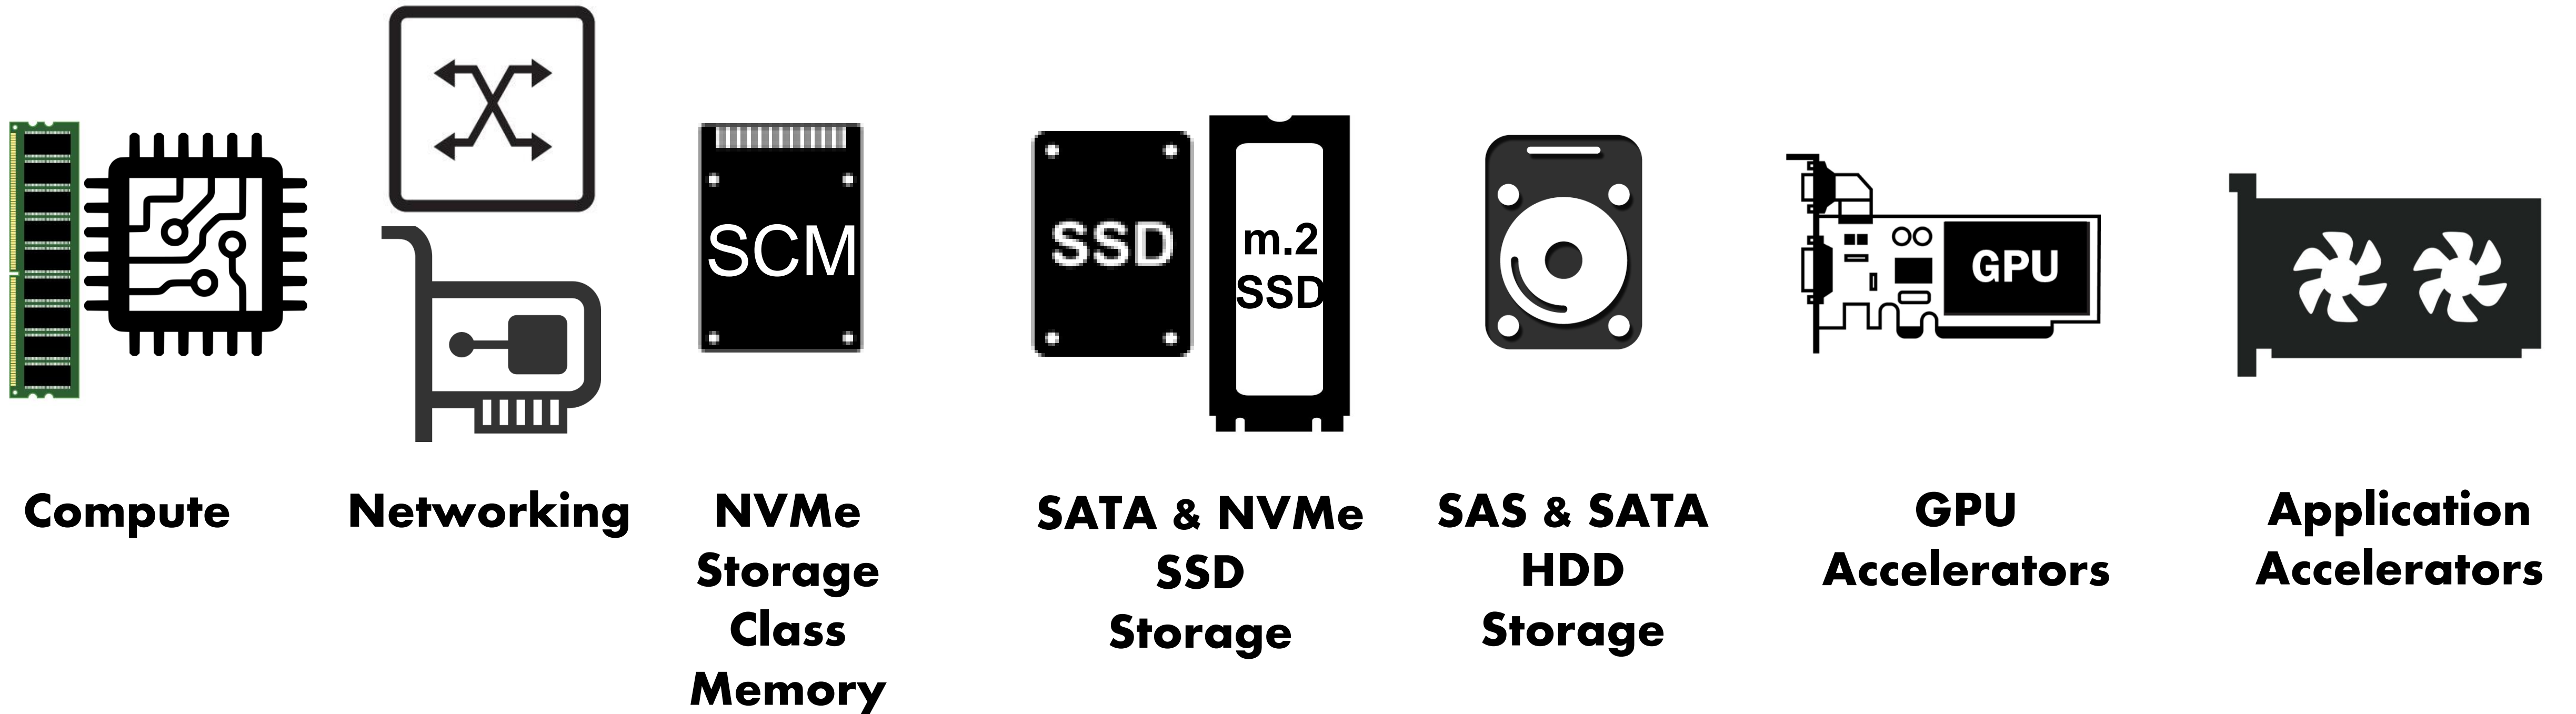 SCM
SSD
m.2
SSD
GPU
Compute
Networking
NVMe
Storage
Class
Memory
SATA & NVMe
SSD
Storage
SAS & SATA
HDD
Storage
GPU
Accelerators
Application
Accelerators